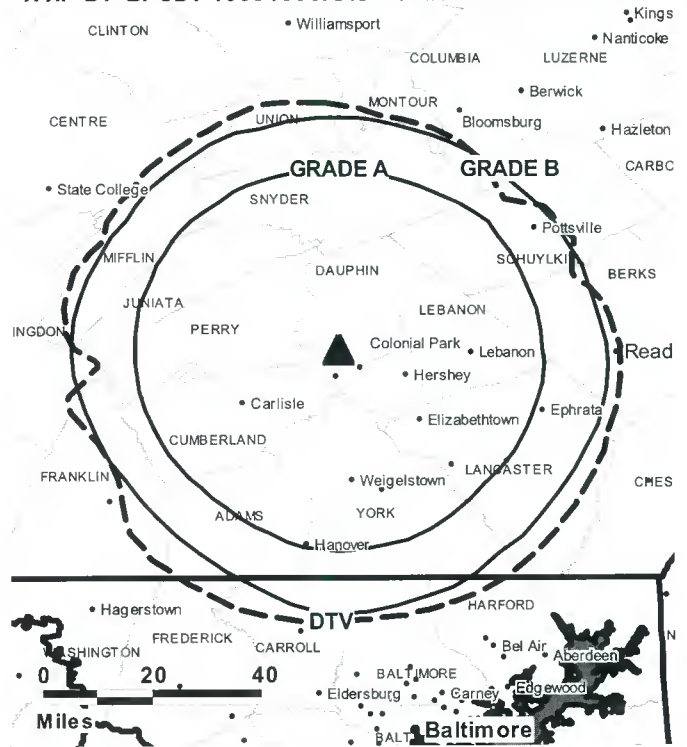 Kings
CLINTON
Williamsport
Nanticoke
COLUMBIA
LUZERNE
Berwick
MONTOUR
CENTRE
UNION
Bloomsburg
Hazleton
GRADE A
GRADE B
CARBC
State College
SNYDER
Pottsville
MIFFLIN
SCHUYLKI
DAUPHIN
BERKS
JUNIATA
LEBANON
INGDON
PERRY
Colonial Park
Lebanon
Read
Hershey
Carlisle
Ephrata
Elizabethtown
CUMBERLAND
LANCASTER
FRANKLIN
Weigelstown
CHES
ADAMS
YORK
Hanover
Hagerstown
DTV
HARFORD
FREDERICK
CARROLL
Bel Air
WASHINGTON
Aberdeen
0 20 40
BALTIMORE
Eldersburg
Carney
Edgewood
Miles
BALT
Baltimore